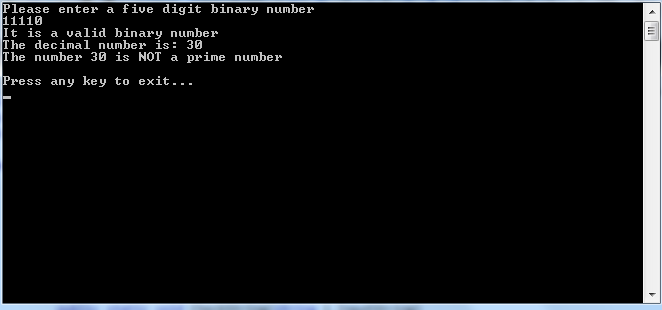 Please enter a five digit binary number
11110
It is a valid binary number
The decimal number is: 30
The number 30 is NOT a prime number
Press any key to exit...